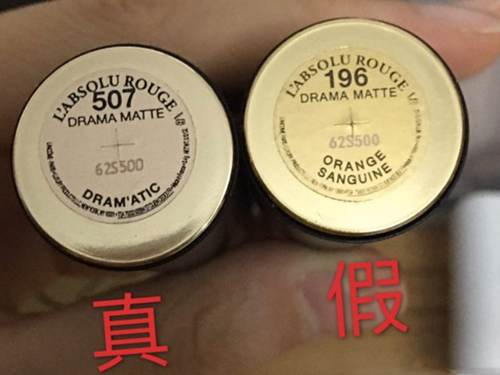 L'ABSOLU ROUGE
507
DRAMA MATTE
62S500
DRAM'ATIC
L'ABSOLU ROUGE
196
DRAMA MATTE
62S500
ORANGE
SANGUINE
真
假